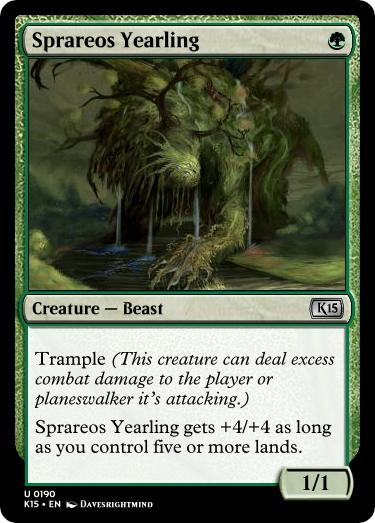 Sprareos Yearling
Creature — Beast
K15
Trample (This creature can deal excess
combat damage to the player or
planeswalker it's attacking.)
Sprareos Yearling gets +4/+4 as long
as you control five or more lands.
1/1
U 0190
K15 • EN Davesrightmind